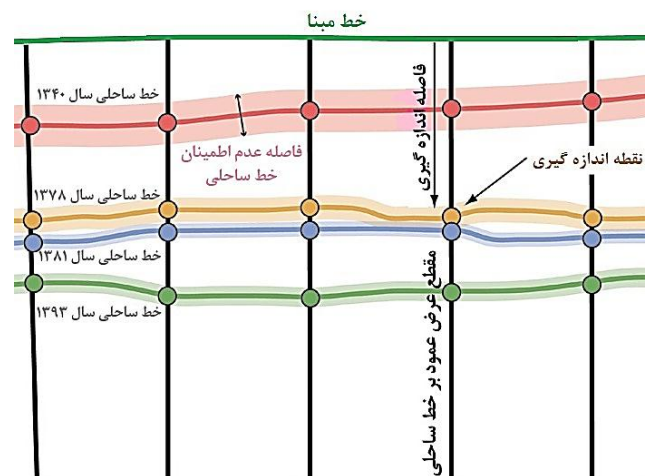 خط مبنا
خط ساحلی سال ۱۳۴۰
فاصله اندازه گیری
فاصله عدم اطمینان
خط ساحلی
نقطه اندازه گیری
خط ساحلی سال ۱۳۷۸
خط ساحلی سال ۱۳۸۱
خط ساحلی سال ۱۳۹۳
مقطع عرض عمود بر خط ساحلی